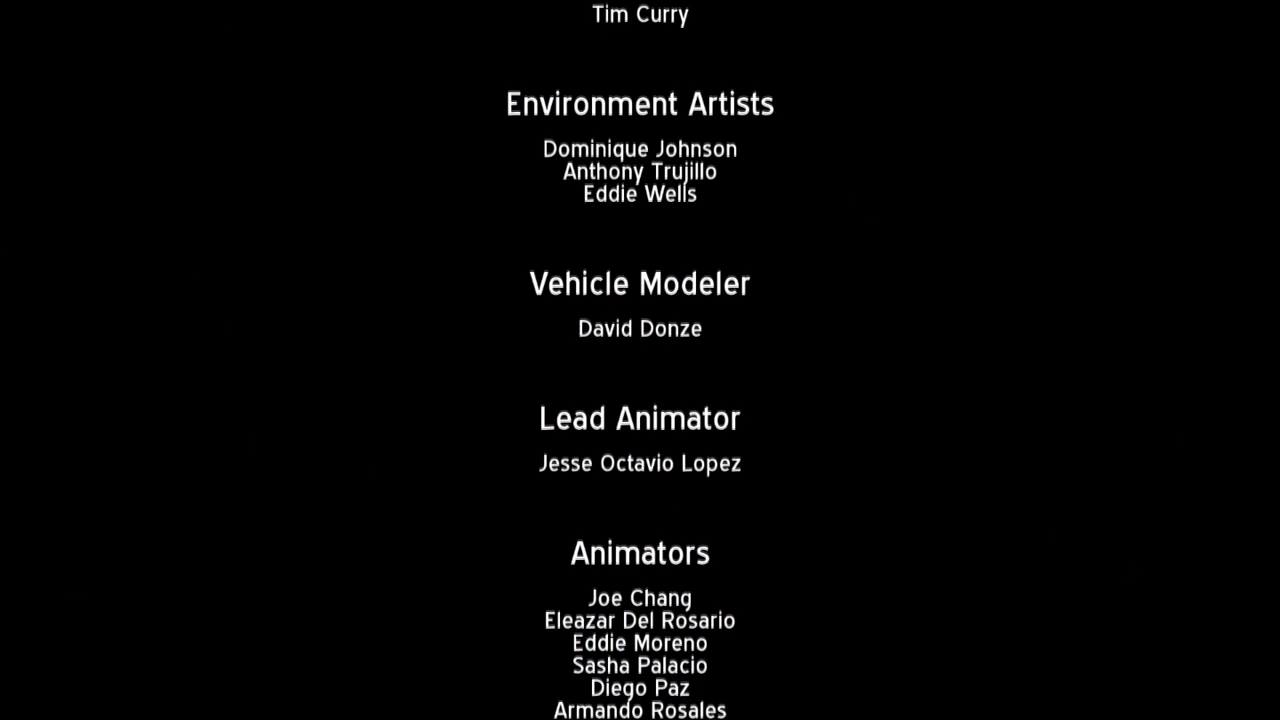 Tim Curry
Environment Artists
Dominique Johnson
Anthony Trujillo
Eddie Wells
Vehicle Modeler
David Donze
Lead Animator
Jesse Octavio Lopez
Animators
Joe Chang
Eleazar Del Rosario
Eddie Moreno
Sasha Palacio
Diego Paz
Armando Rosales